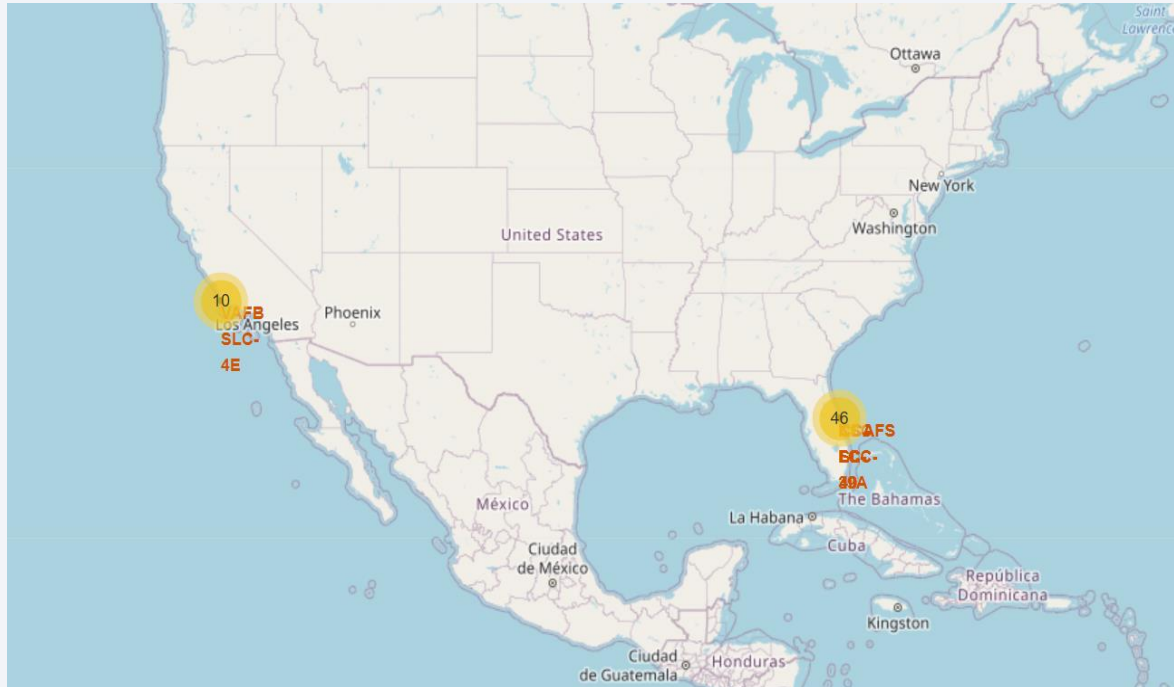 Saint-
Lawrence
Ottawa
New York
Washington
United States
10
VAFB
Los Angeles
SLC-
4E
Phoenix
46
The Bahamas
México
La Habana
Cuba
Ciudad
de México
República
Dominicana
Kingston
Ciudad
de Guatemala
Honduras